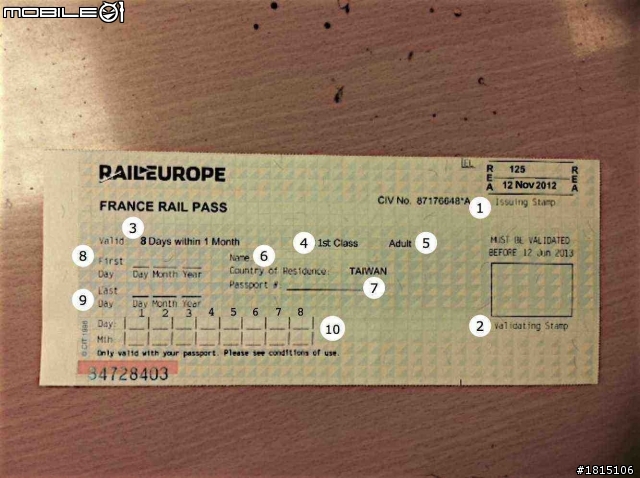 MOBILE01
RAILEUROPE
FRANCE RAIL PASS
EL
REA 125 REA
12 Nov 2012
CIV No. 87176648*A
1 Issuing Stamp
3
Valid 8 Days within 1 Month
4 1st Class
Adult 5
MUST BE VALIDATED
BEFORE 12 Jun 2013
8 First
Day Day Month Year
Name 6
Country of Residence: TAIWAN
Passport #: 7
9 Last
Day Day Month Year
2 Validating Stamp
1 2 3 4 5 6 7 8
Day: 10
Mth
Only valid with your passport. Please see conditions of use.
84728403
#1815106